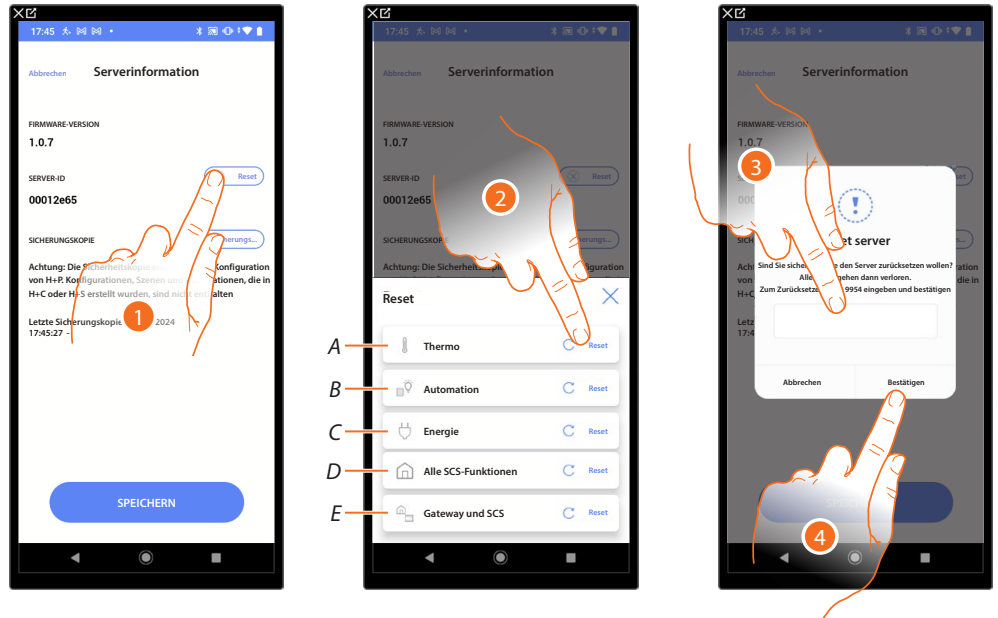 17:45
Abbrechen Serverinformation
FIRMWARE-VERSION
1.0.7
SERVER-ID
Reset
00012e65
SICHERUNGSKOPIE
Achtung: Die Sicherheitskopie Konfiguration
von H+P. Konfigurationen, Szenen und die in
H+C oder H+S erstellt wurden, sind nicht enthalten
Letzte Sicherungskopie 2024
17:45:27 -
SPEICHERN
1
17:45
Abbrechen Serverinformation
FIRMWARE-VERSION
1.0.7
SERVER-ID
Reset
00012e65
SICHERUNGSKOPIE
Achtung: Die
Reset
A Thermo Reset
B Automation Reset
C Energie Reset
D Alle SCS-Funktionen Reset
E Gateway und SCS Reset
2
17:45
Abbrechen Serverinformation
FIRMWARE-VERSION
1.0.7
3
server
Sind Sie den Server zurücksetzen wollen?
gehen dann verloren.
Zum 9954 eingeben und bestätigen
Abbrechen Bestätigen
4